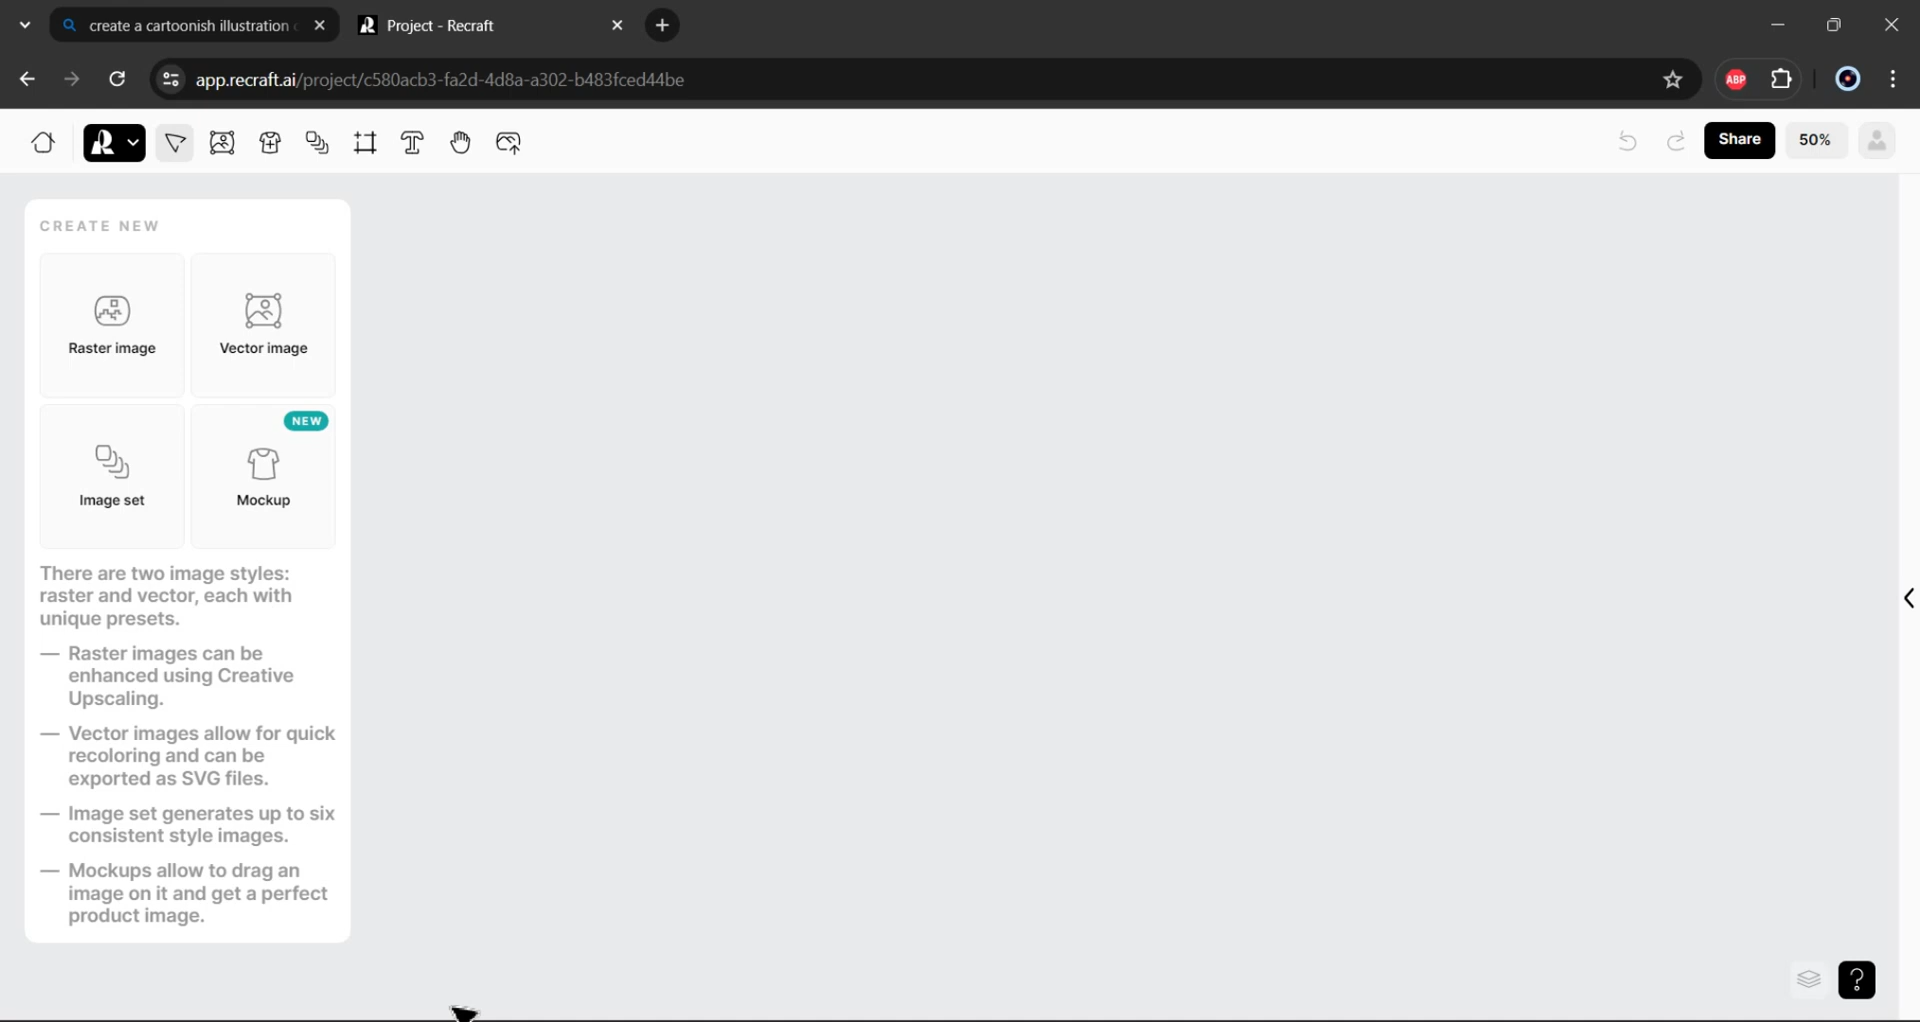 create a cartoonish illustration
Project - Recraft
app.recraft.ai/project/c580acb3-fa2d-4d8a-a302-b483fced44be
ABP
Share
50%
CREATE NEW
Raster image
Vector image
NEW
Image set
Mockup
There are two image styles:
raster and vector, each with
unique presets.
— Raster images can be
enhanced using Creative
Upscaling.
— Vector images allow for quick
recoloring and can be
exported as SVG files.
— Image set generates up to six
consistent style images.
— Mockups allow to drag an
image on it and get a perfect
product image.
?